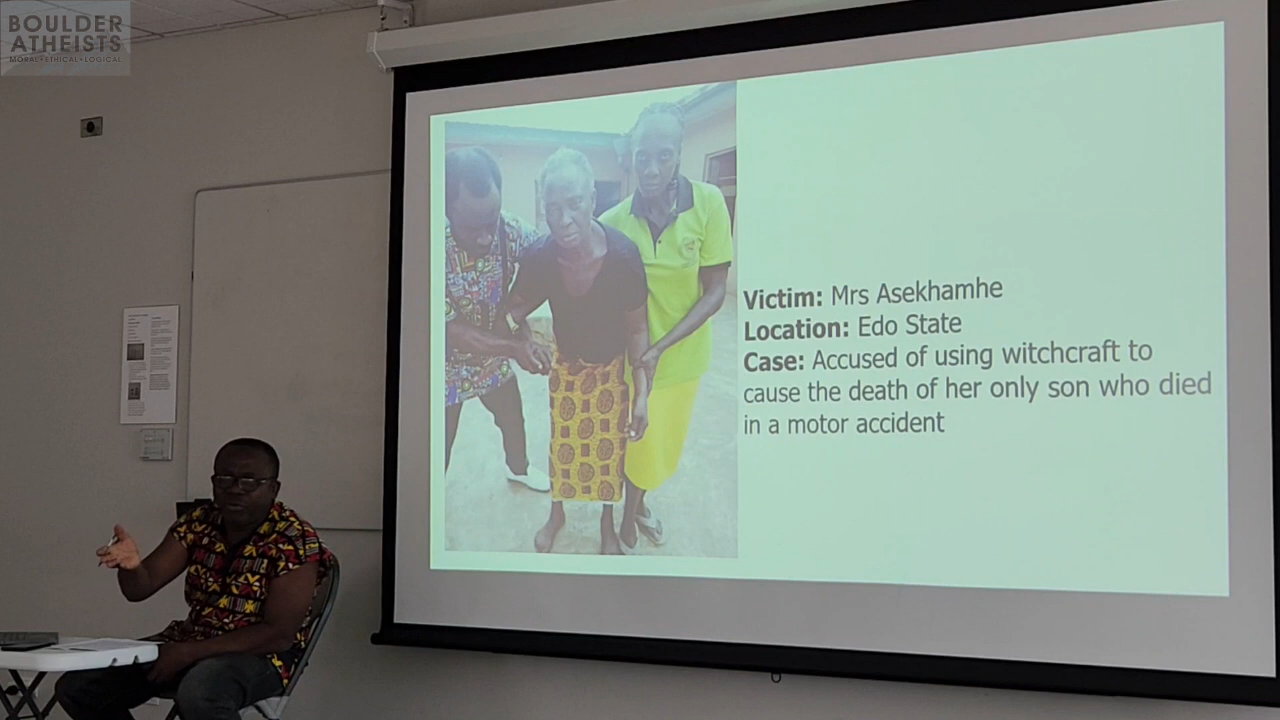 BOULDER
ATHEISTS
MORAL•ETHICAL•LOGICAL
Victim: Mrs Asekhamhe
Location: Edo State
Case: Accused of using witchcraft to
cause the death of her only son who died
in a motor accident